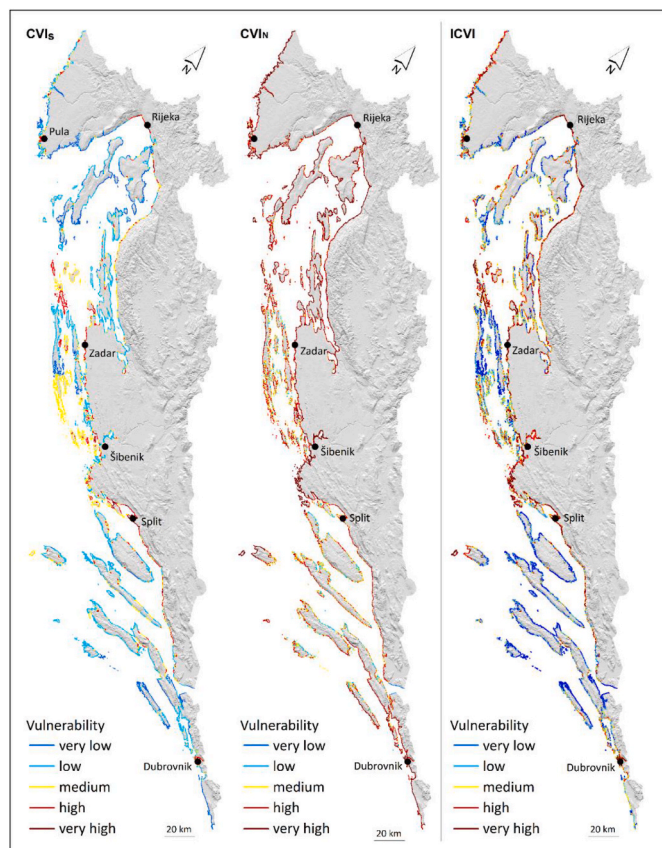 CVIs
N
Rijeka
Pula
Zadar
Šibenik
Split
Vulnerability
very low
low
medium
high
very high
Dubrovnik
20 km
CVIN
N
Rijeka
Zadar
Šibenik
Split
Vulnerability
very low
low
medium
high
very high
Dubrovnik
20 km
ICVI
N
Rijeka
Zadar
Šibenik
Split
Vulnerability
very low
low
medium
high
very high
Dubrovnik
20 km